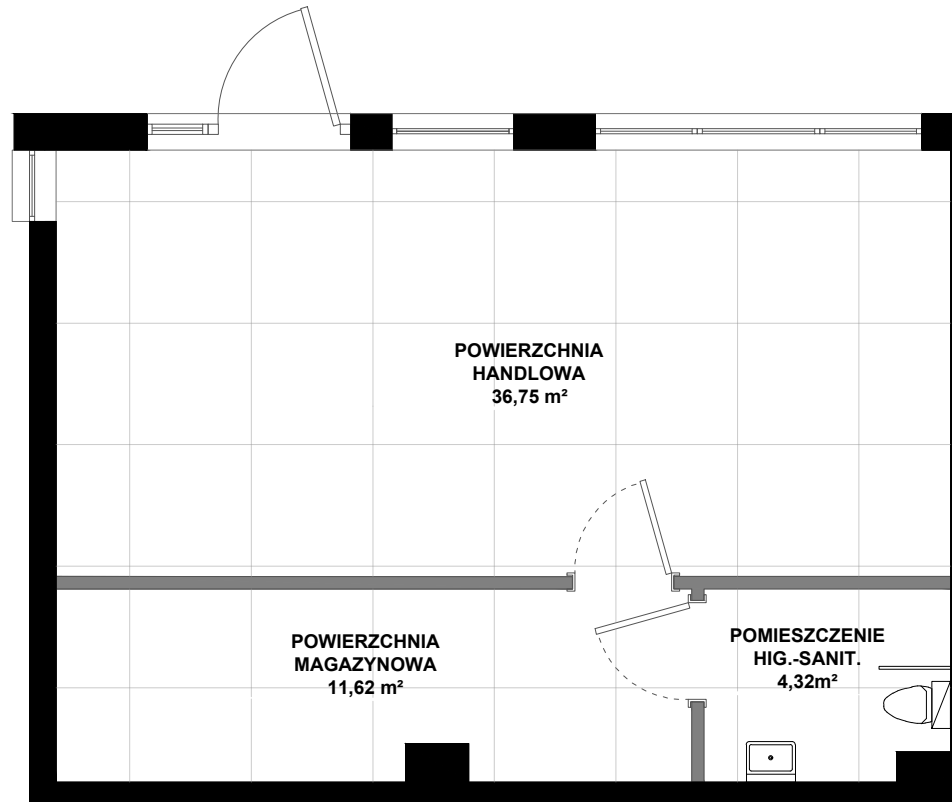 POWIERZCHNIA
HANDLOWA
36,75 m²
POWIERZCHNIA
MAGAZYNOWA
11,62 m²
POMIESZCZENIE
HIG.-SANIT.
4,32m²